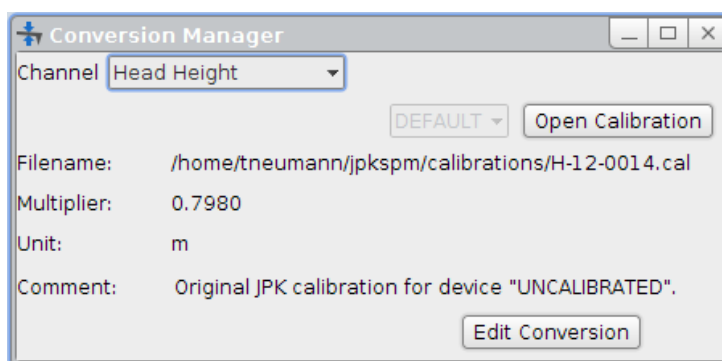 Conversion Manager
Channel Head Height
DEFAULT Open Calibration
Filename: /home/tneumann/jpkspm/calibrations/H-12-0014.cal
Multiplier: 0.7980
Unit: m
Comment: Original JPK calibration for device "UNCALIBRATED".
Edit Conversion